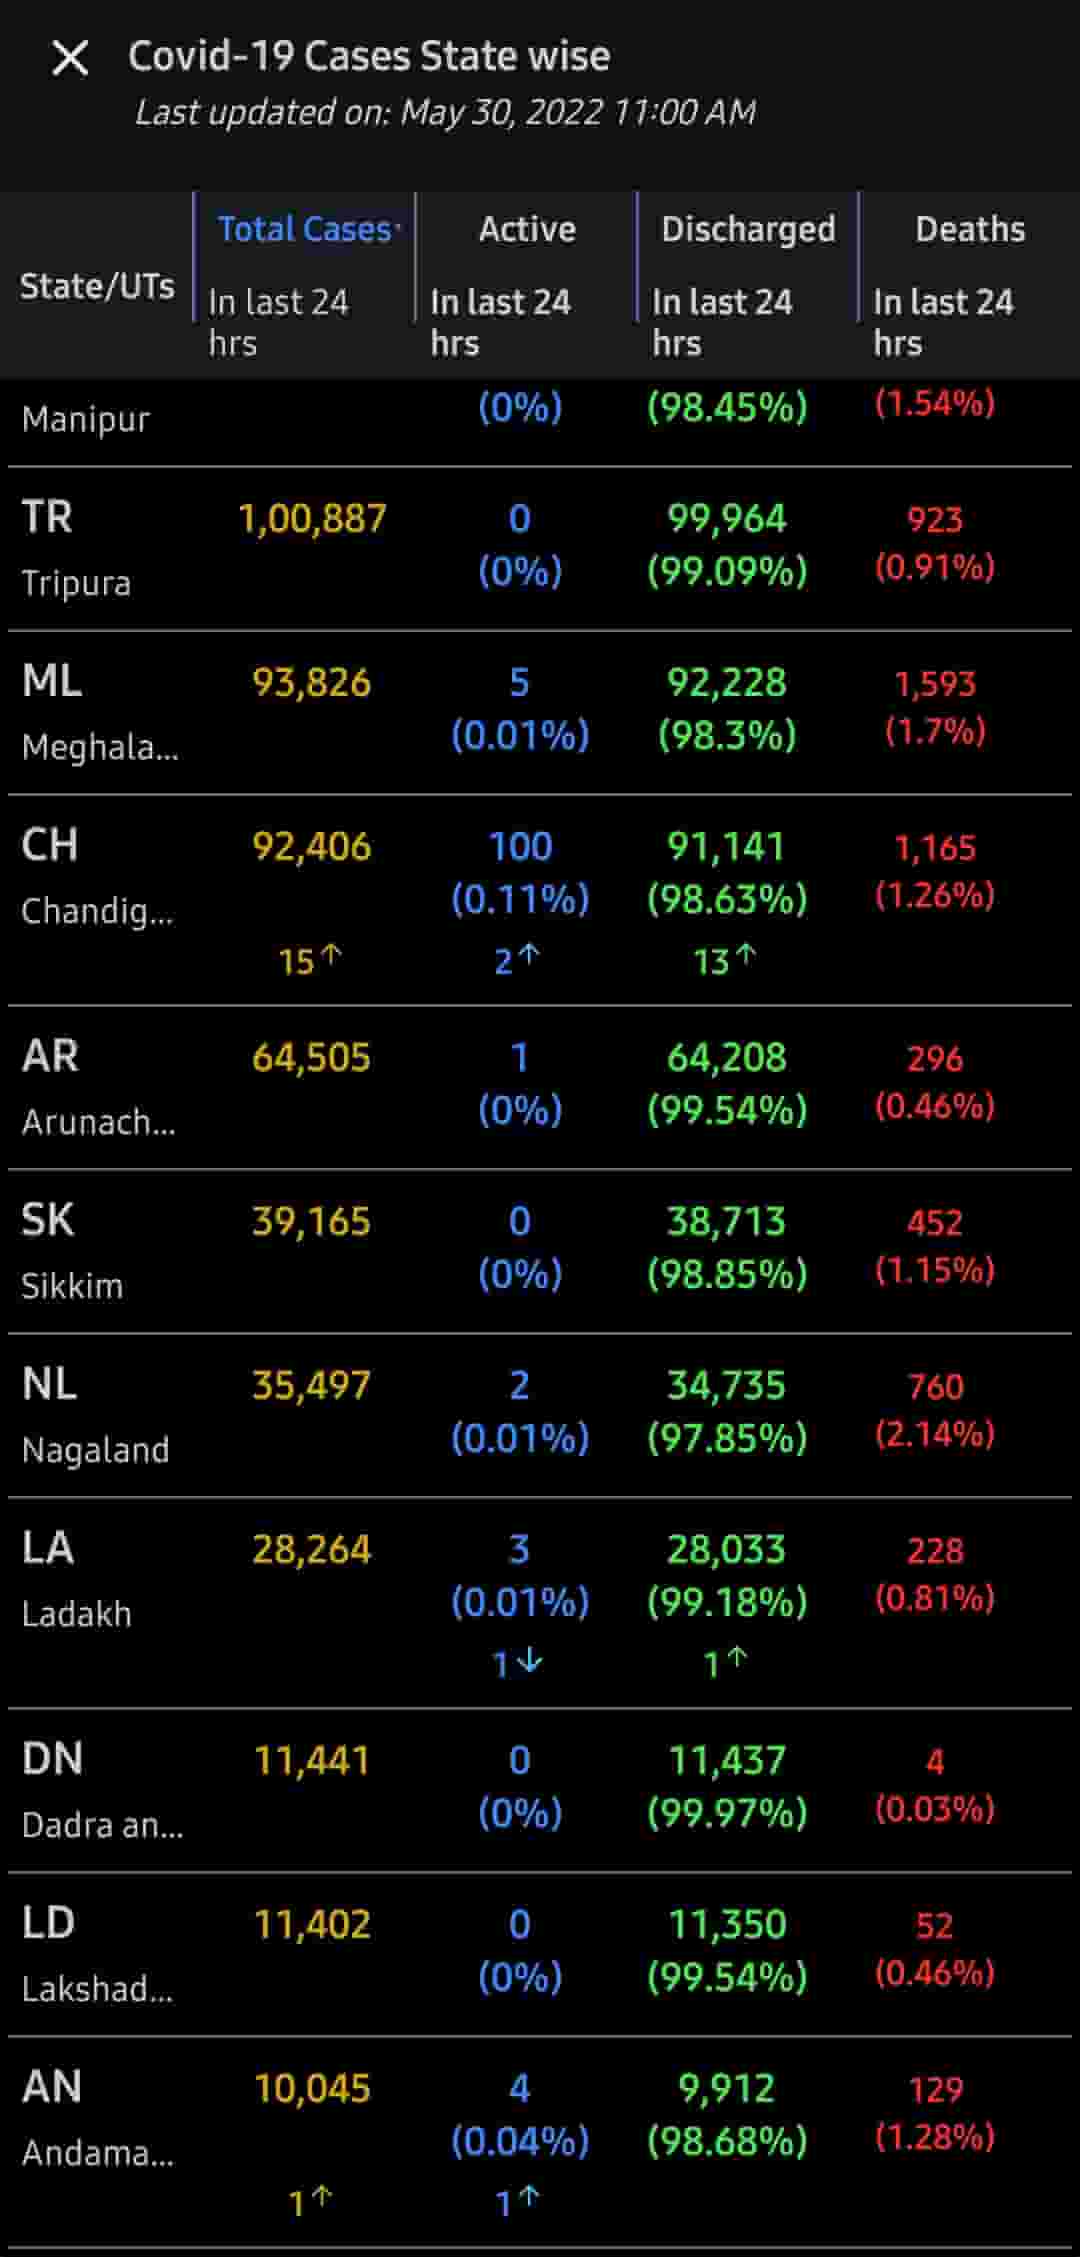 Covid-19 Cases State wise
Last updated on: May 30, 2022 11:00 AM
State/UTs
Total Cases
In last 24
hrs
Active
In last 24
hrs
Discharged
In last 24
hrs
Deaths
In last 24
hrs
Manipur (0%) (98.45%) (1.54%)
TR 1,00,887 0 99,964 923
(0%) (99.09%) (0.91%)
Tripura
ML 93,826 5 92,228 1,593
(0.01%) (98.3%) (1.7%)
Meghala...
CH 92,406 100 91,141 1,165
(0.11%) (98.63%) (1.26%)
Chandig...
15↑ 2↑ 13↑
AR 64,505 1 64,208 296
(0%) (99.54%) (0.46%)
Arunach...
SK 39,165 0 38,713 452
(0%) (98.85%) (1.15%)
Sikkim
NL 35,497 2 34,735 760
(0.01%) (97.85%) (2.14%)
Nagaland
LA 28,264 3 28,033 228
(0.01%) (99.18%) (0.81%)
Ladakh
1↓ 1↑
DN 11,441 0 11,437 4
(0%) (99.97%) (0.03%)
Dadra an...
LD 11,402 0 11,350 52
(0%) (99.54%) (0.46%)
Lakshad...
AN 10,045 4 9,912 129
(0.04%) (98.68%) (1.28%)
Andama...
1↑ 1↑